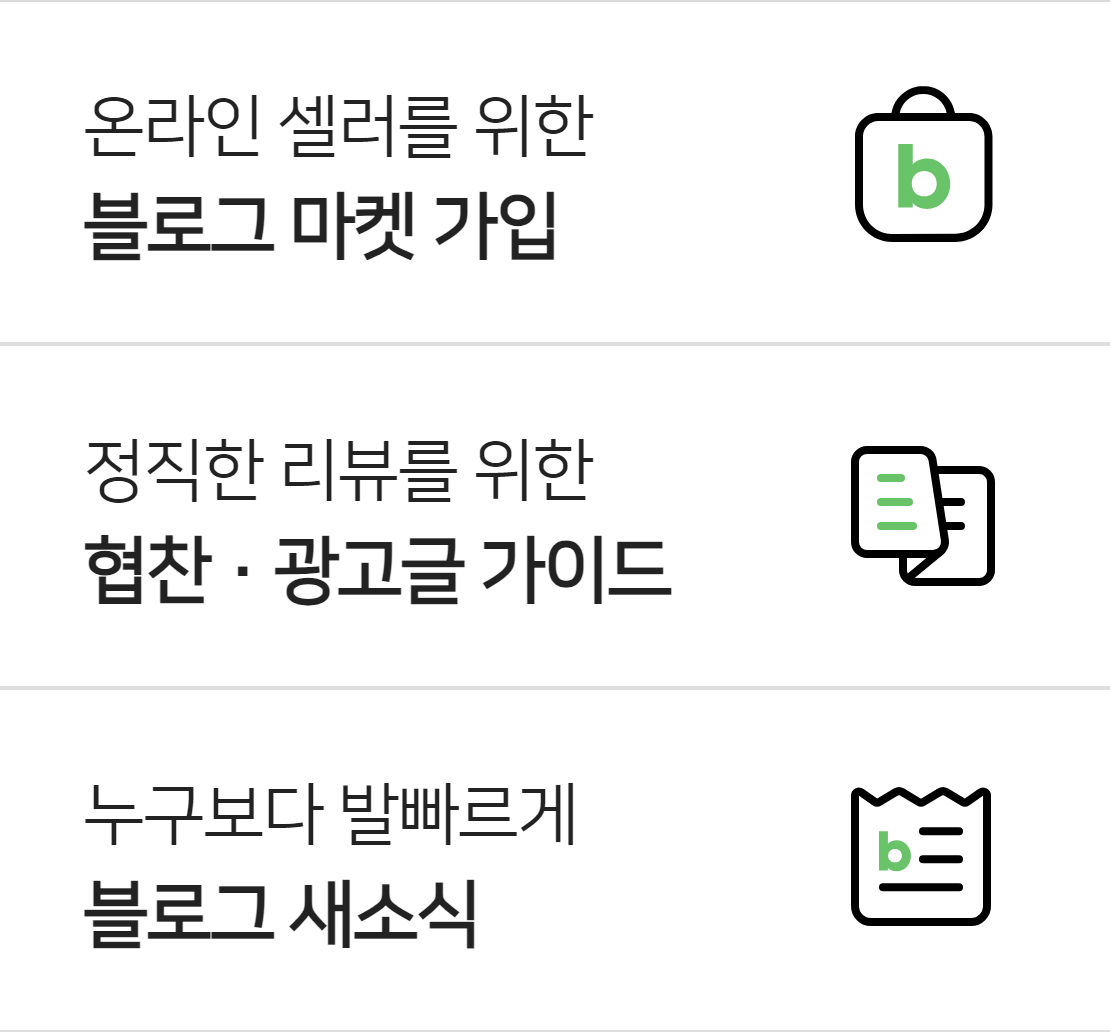 온라인 셀러를 위한
블로그 마켓 가입
b
정직한 리뷰를 위한
협찬 · 광고글 가이드
누구보다 발빠르게
블로그 새소식
b